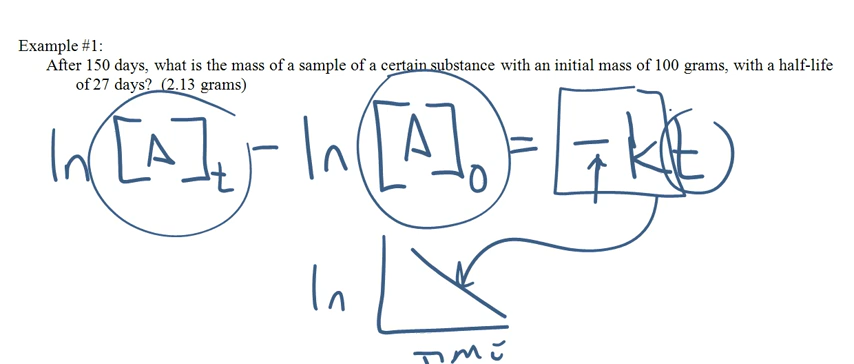 Example #1:
After 150 days, what is the mass of a sample of a certain substance with an initial mass of 100 grams, with a half-life
of 27 days? (2.13 grams)
ln [A]t - ln [A]0 = -k(t)
ln
TIME